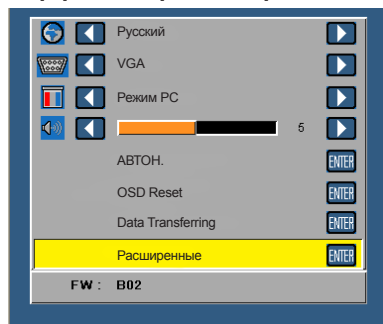 Русский
VGA
Режим PC
5
АВТОН. ENTER
OSD Reset ENTER
Data Transferring ENTER
Расширенные ENTER
FW : B02